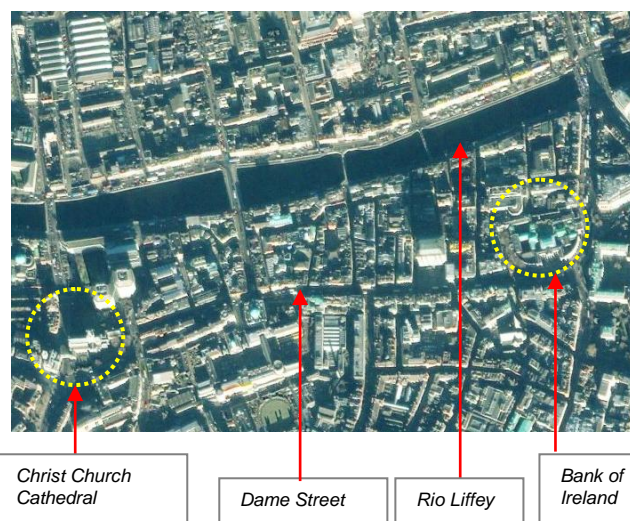 Christ Church
Cathedral
Dame Street
Rio Liffey
Bank of
Ireland